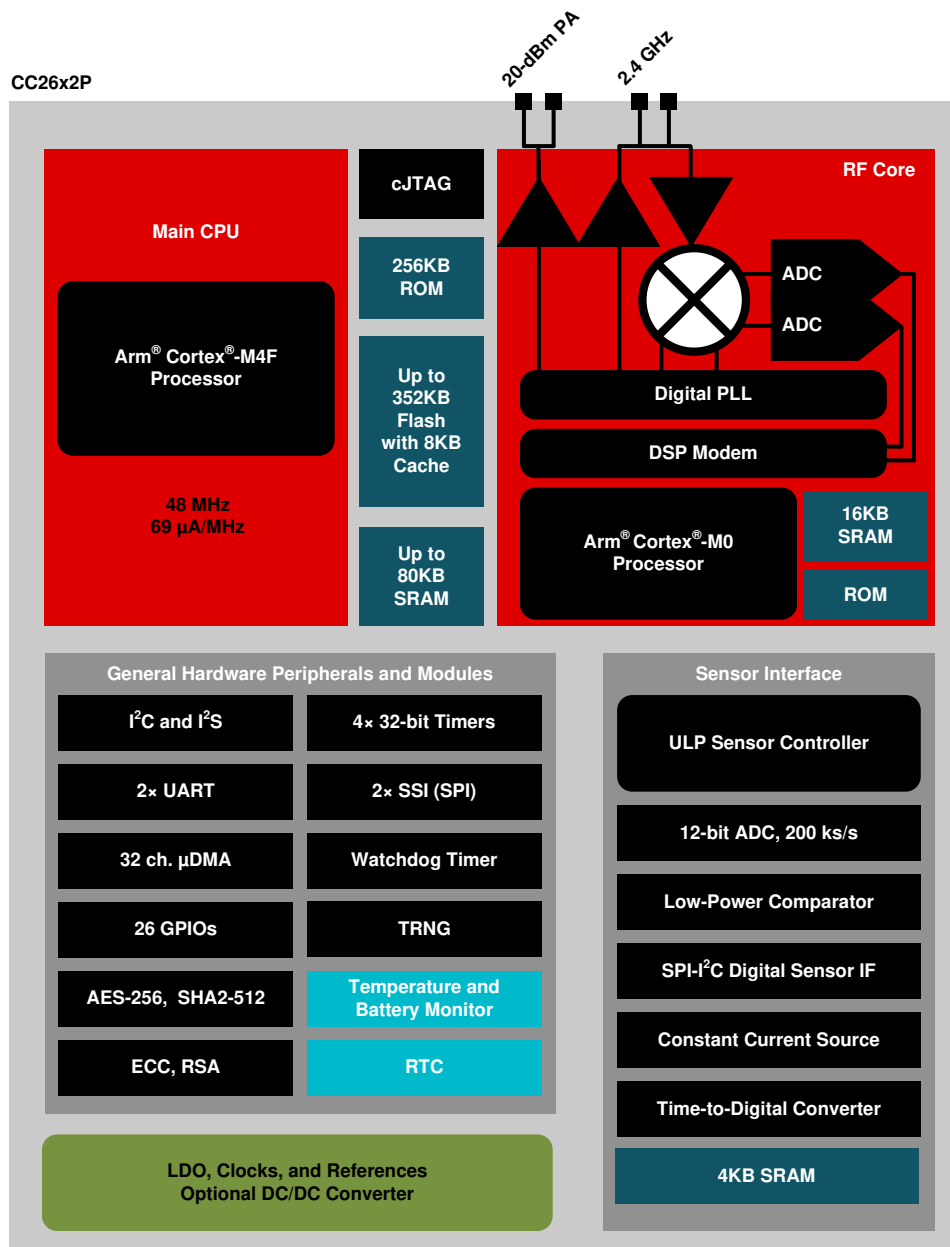 20-dBm PA
2.4 GHz
CC26x2P
Main CPU
Arm® Cortex®-M4F
Processor
48 MHz
69 µA/MHz
cJTAG
256KB
ROM
Up to
352KB
Flash
with 8KB
Cache
Up to
80KB
SRAM
RF Core
ADC
ADC
Digital PLL
DSP Modem
Arm® Cortex®-M0
Processor
16KB
SRAM
ROM
General Hardware Peripherals and Modules
I²C and I²S
4× 32-bit Timers
2× UART
2× SSI (SPI)
32 ch. µDMA
Watchdog Timer
26 GPIOs
TRNG
AES-256, SHA2-512
Temperature and
Battery Monitor
ECC, RSA
RTC
LDO, Clocks, and References
Optional DC/DC Converter
Sensor Interface
ULP Sensor Controller
12-bit ADC, 200 ks/s
Low-Power Comparator
SPI-I²C Digital Sensor IF
Constant Current Source
Time-to-Digital Converter
4KB SRAM